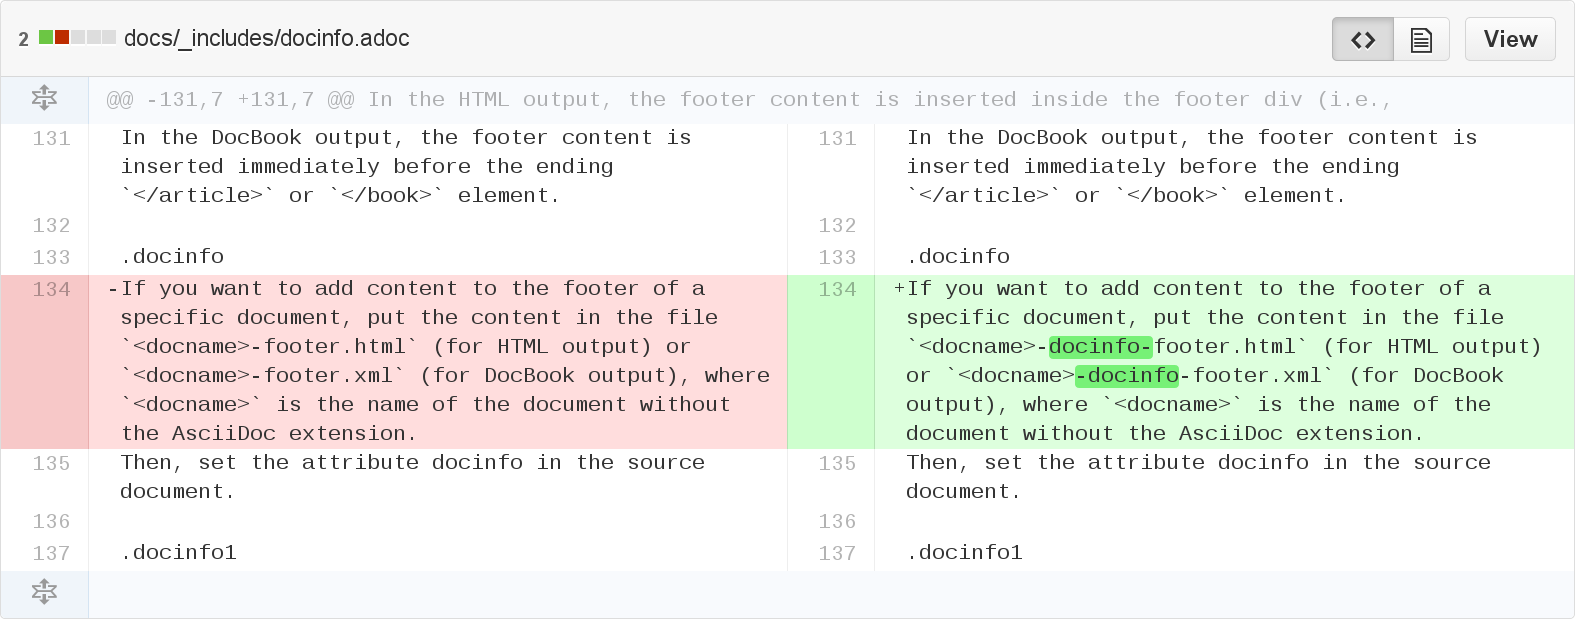 2 docs/_includes/docinfo.adoc View
@@ -131,7 +131,7 @@ In the HTML output, the footer content is inserted inside the footer div (i.e.,
131 In the DocBook output, the footer content is
inserted immediately before the ending
`</article>` or `</book>` element.
132
133 .docinfo
134 -If you want to add content to the footer of a
specific document, put the content in the file
`<docname>-footer.html` (for HTML output) or
`<docname>-footer.xml` (for DocBook output), where
`<docname>` is the name of the document without
the AsciiDoc extension.
135 Then, set the attribute docinfo in the source
document.
136
137 .docinfo1
131 In the DocBook output, the footer content is
inserted immediately before the ending
`</article>` or `</book>` element.
132
133 .docinfo
134 +If you want to add content to the footer of a
specific document, put the content in the file
`<docname>-docinfo-footer.html` (for HTML output)
or `<docname>-docinfo-footer.xml` (for DocBook
output), where `<docname>` is the name of the
document without the AsciiDoc extension.
135 Then, set the attribute docinfo in the source
document.
136
137 .docinfo1